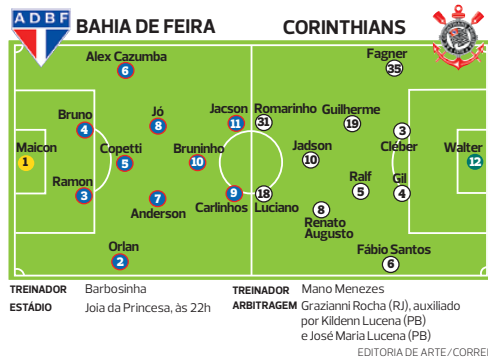 ADBF
BAHIA DE FEIRA
CORINTHIANS
Fagner
35
Alex Cazumba
6
Bruno
4
Jó
8
Jacson
11
Romarinho
31
Guilherme
19
3
Cléber
Maicon
1
Copetti
5
Bruninho
10
Jadson
10
Walter
12
Ramon
3
7
Anderson
9
Carlinhos
18
Luciano
8
Renato
Augusto
Ralf
5
Gil
4
Orlan
2
Fábio Santos
6
TREINADOR Barbosinha
ESTÁDIO Joia da Princesa, às 22h
TREINADOR Mano Menezes
ARBITRAGEM Grazianni Rocha (RJ), auxiliado
por Kildenn Lucena (PB)
e José Maria Lucena (PB)
EDITORIA DE ARTE/CORREI